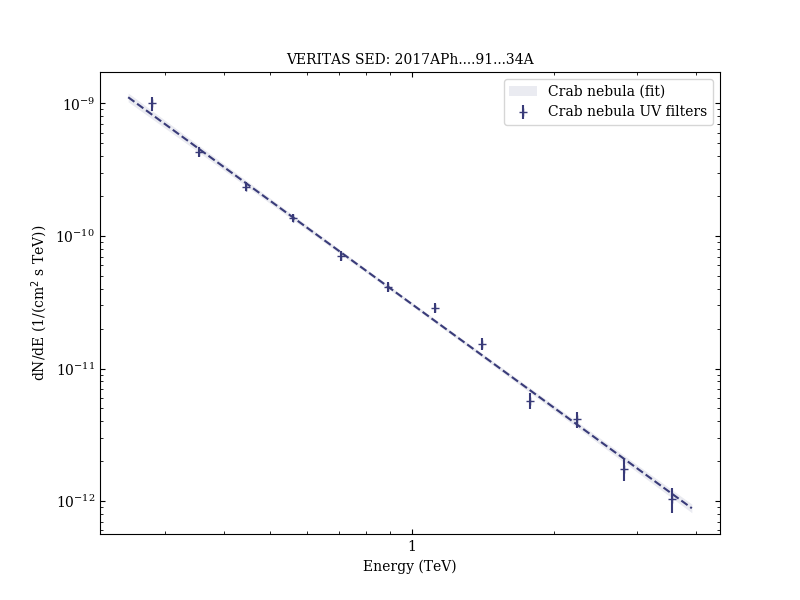 VERITAS SED: 2017APh....91...34A
Crab nebula (fit)
Crab nebula UV filters
dN/dE (1/(cm² s TeV))
10⁻⁹
10⁻¹⁰
10⁻¹¹
10⁻¹²
1
Energy (TeV)